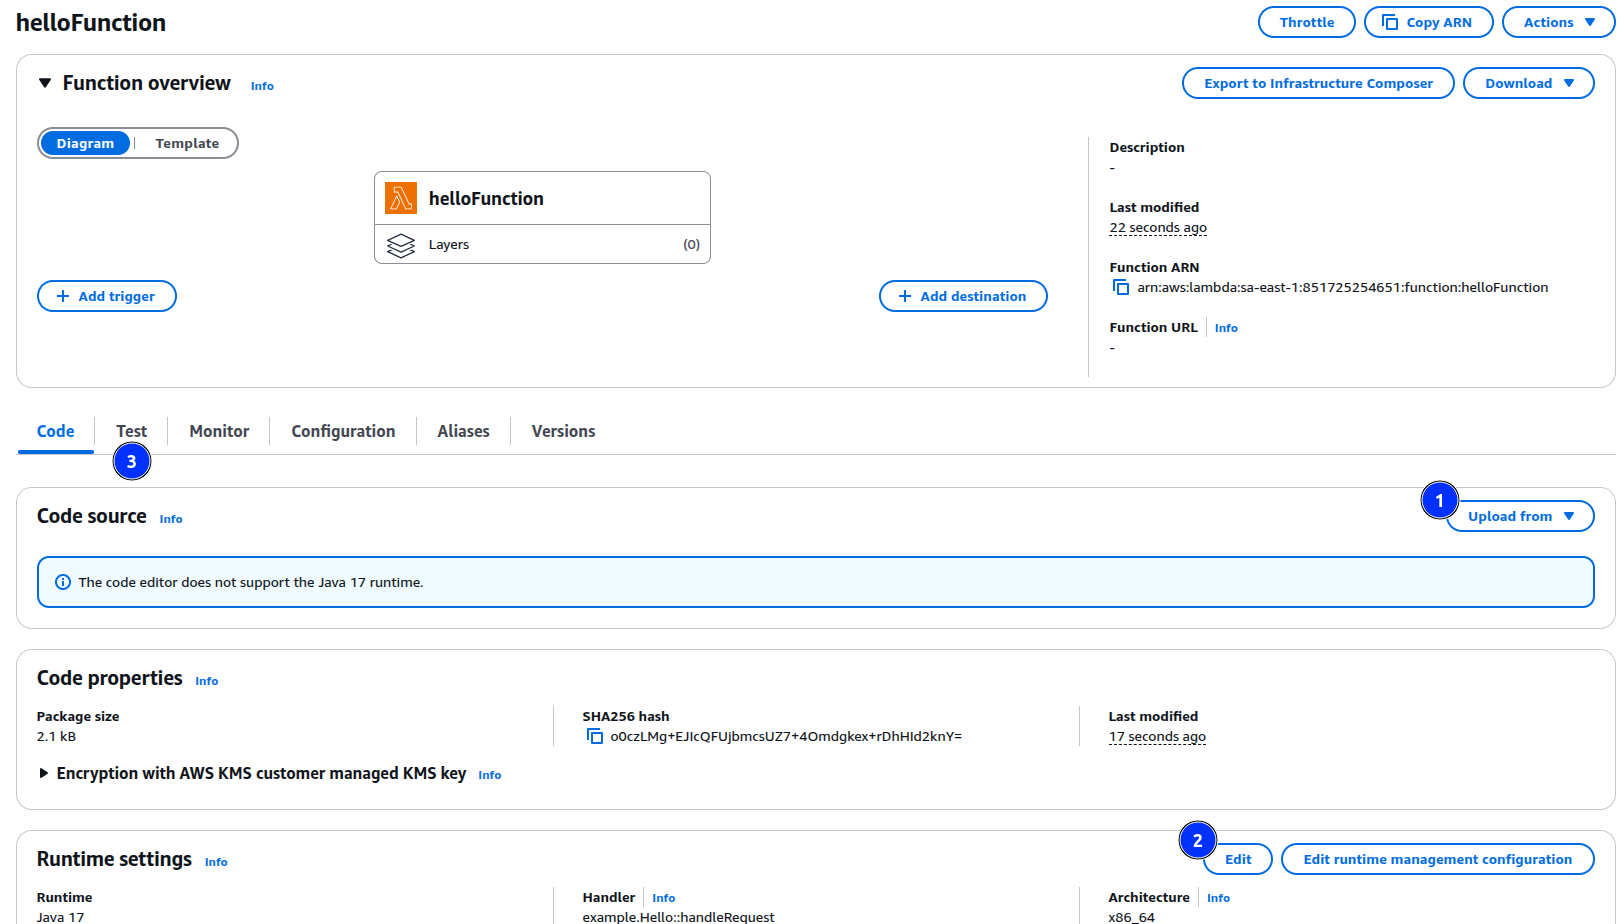 helloFunction
Throttle
Copy ARN
Actions
Function overview Info
Export to Infrastructure Composer
Download
Diagram
Template
helloFunction
Layers (0)
Add trigger
Add destination
Description
-
Last modified
22 seconds ago
Function ARN
arn:aws:lambda:sa-east-1:851725254651:function:helloFunction
Function URL Info
-
Code
Test
Monitor
Configuration
Aliases
Versions
3
Code source Info
1
Upload from
The code editor does not support the Java 17 runtime.
Code properties Info
Package size
2.1 kB
SHA256 hash
o0czLMg+EJIcQFUjbmcsUZ7+4Omdgkex+rDhHId2knY=
Last modified
17 seconds ago
Encryption with AWS KMS customer managed KMS key Info
Runtime settings Info
2
Edit
Edit runtime management configuration
Runtime
Java 17
Handler Info
example.Hello::handleRequest
Architecture Info
x86_64